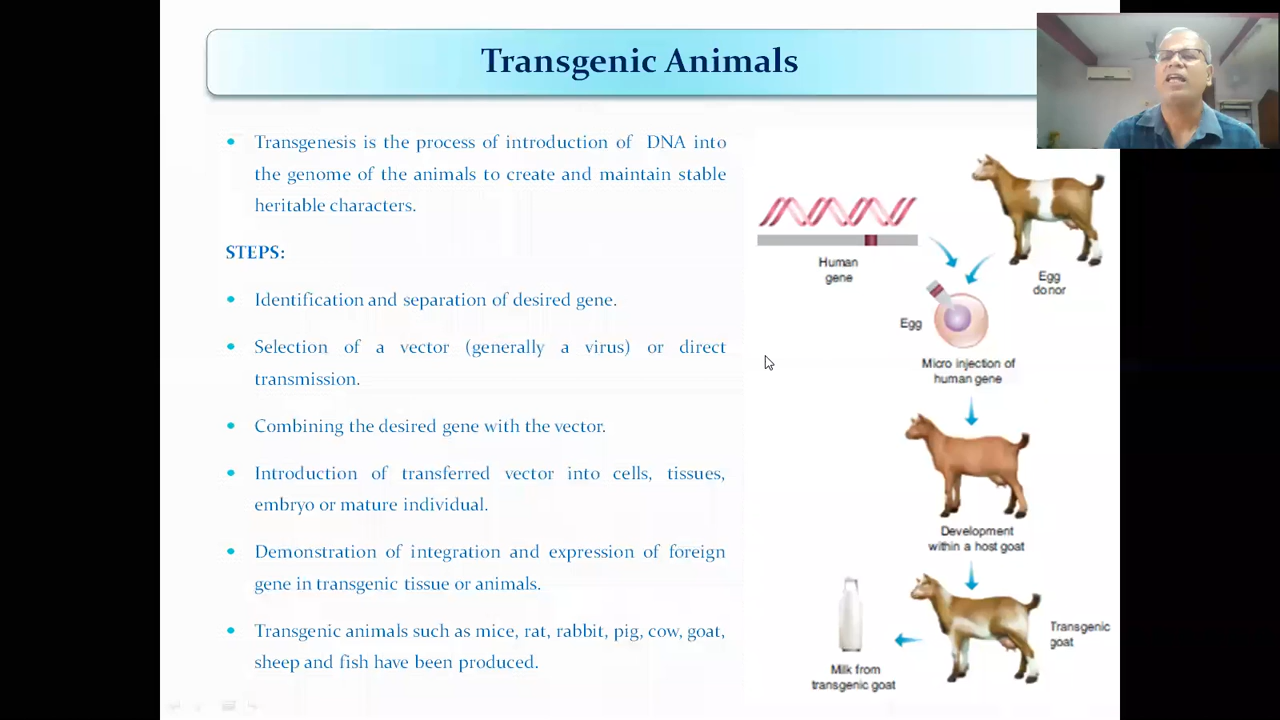 Transgenic Animals
Transgenesis is the process of introduction of DNA into
the genome of the animals to create and maintain stable
heritable characters.
STEPS:
Identification and separation of desired gene.
Selection of a vector (generally a virus) or direct
transmission.
Combining the desired gene with the vector.
Introduction of transferred vector into cells, tissues,
embryo or mature individual.
Demonstration of integration and expression of foreign
gene in transgenic tissue or animals.
Transgenic animals such as mice, rat, rabbit, pig, cow, goat,
sheep and fish have been produced.
Human
gene
Egg
donor
Egg
Micro injection of
human gene
Development
within a host goat
Transgenic
goat
Milk from
transgenic goat